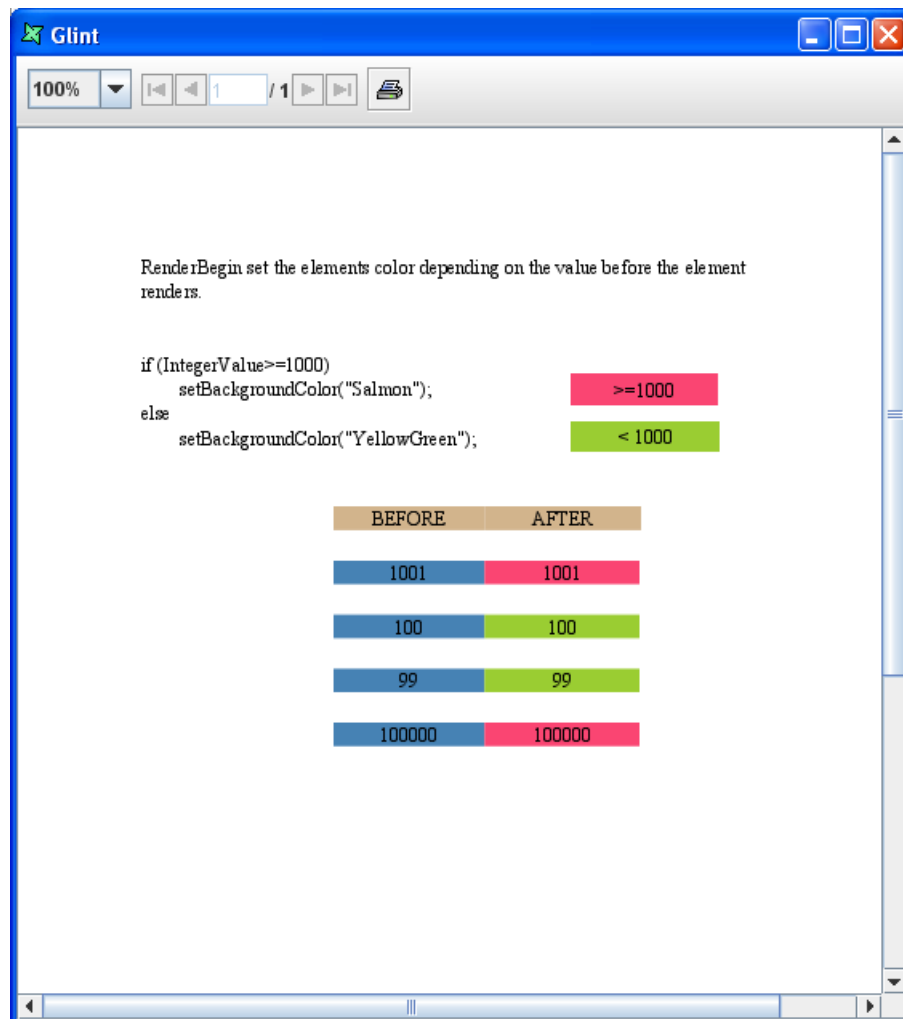 Glint
100% 1 / 1
RenderBegin set the elements color depending on the value before the element
renders.
if (IntegerValue>=1000)
setBackgroundColor("Salmon"); >=1000
else
setBackgroundColor("YellowGreen"); < 1000
BEFORE AFTER
1001 1001
100 100
99 99
100000 100000